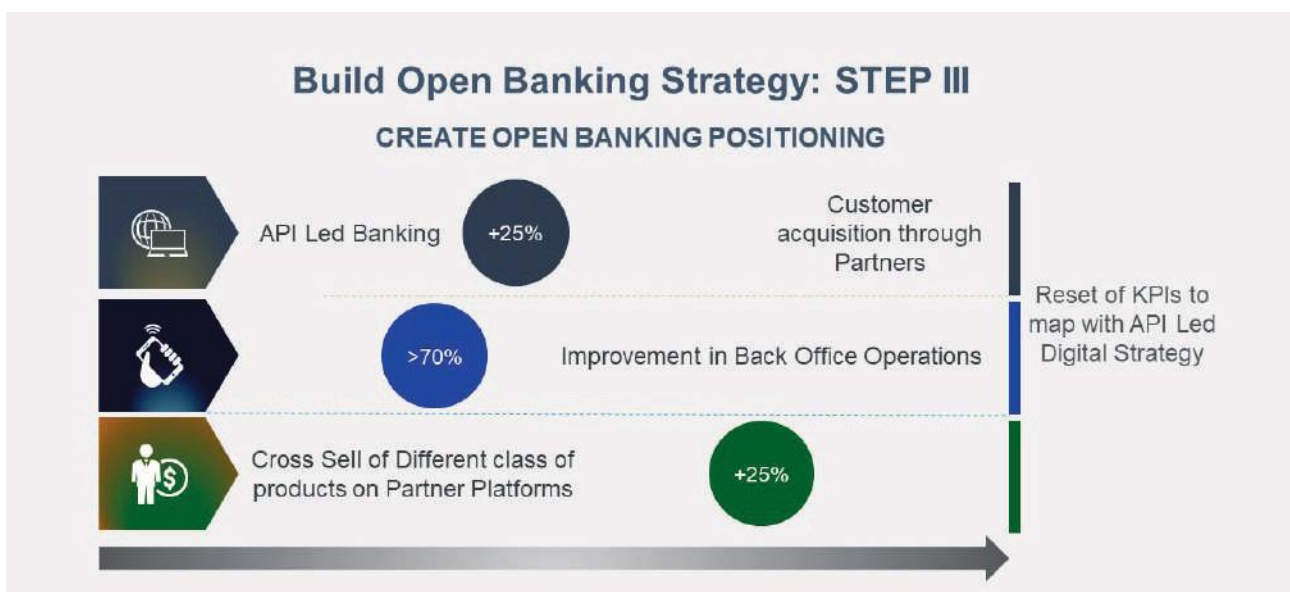 Build Open Banking Strategy: STEP III
CREATE OPEN BANKING POSITIONING
API Led Banking
+25%
Customer
acquisition through
Partners
>70%
Improvement in Back Office Operations
Cross Sell of Different class of
products on Partner Platforms
+25%
Reset of KPIs to
map with API Led
Digital Strategy